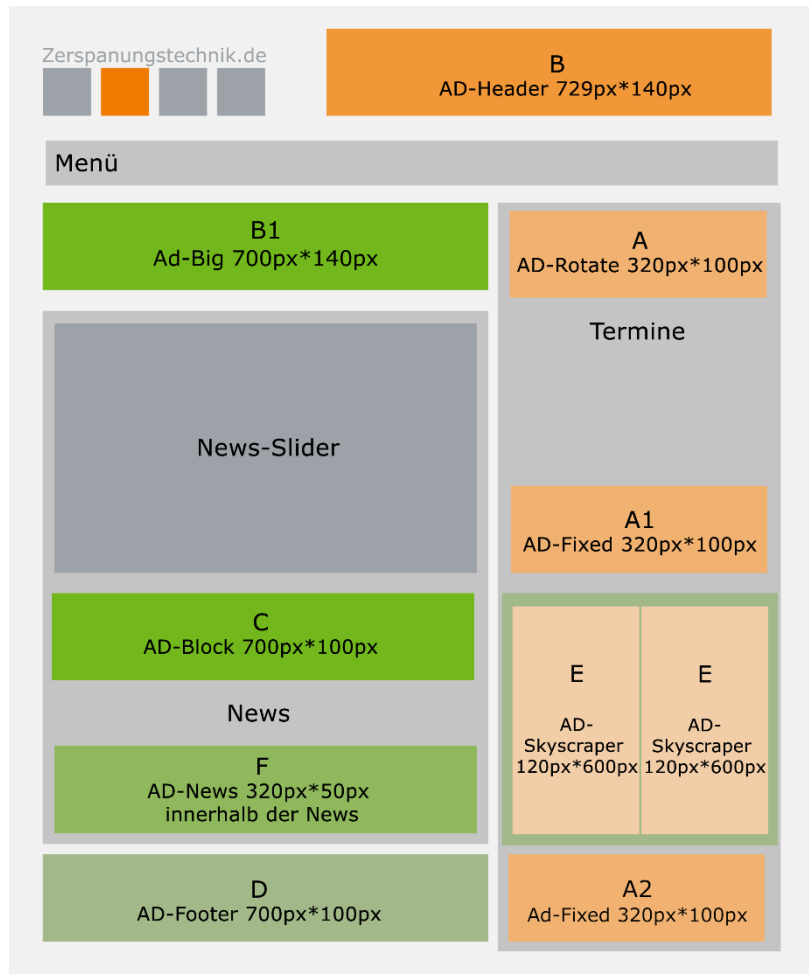 Zerspanungstechnik.de
B
AD-Header 729px*140px
Menü
B1
Ad-Big 700px*140px
A
AD-Rotate 320px*100px
Termine
News-Slider
A1
AD-Fixed 320px*100px
C
AD-Block 700px*100px
News
F
AD-News 320px*50px
innerhalb der News
E
AD-
Skyscraper
120px*600px
E
AD-
Skyscraper
120px*600px
D
AD-Footer 700px*100px
A2
Ad-Fixed 320px*100px